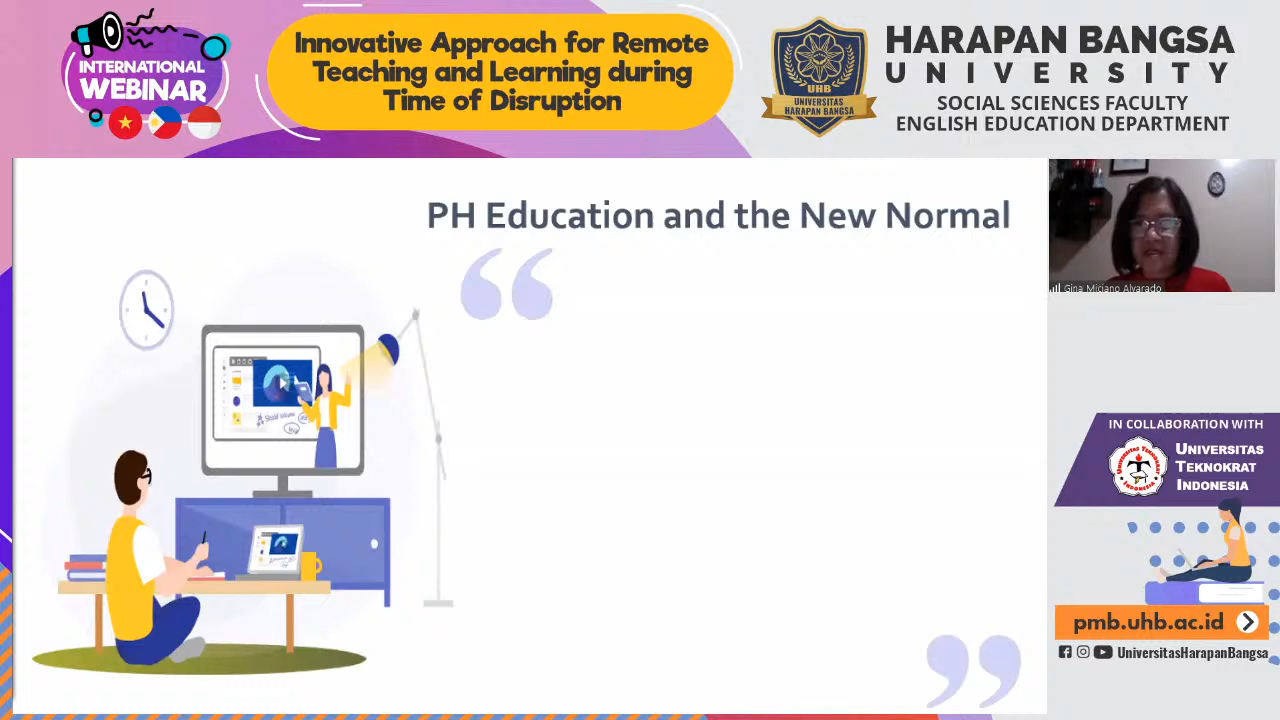 INTERNATIONAL
WEBINAR
Innovative Approach for Remote
Teaching and Learning during
Time of Disruption
UHB
UNIVERSITAS
HARAPAN BANGSA
HARAPAN BANGSA
UNIVERSITY
SOCIAL SCIENCES FACULTY
ENGLISH EDUCATION DEPARTMENT
PH Education and the New Normal
“
”
Gina Miciano Alvarado
IN COLLABORATION WITH
UNIVERSITAS
TEKNOKRAT
INDONESIA
pmb.uhb.ac.id
UniversitasHarapanBangsa